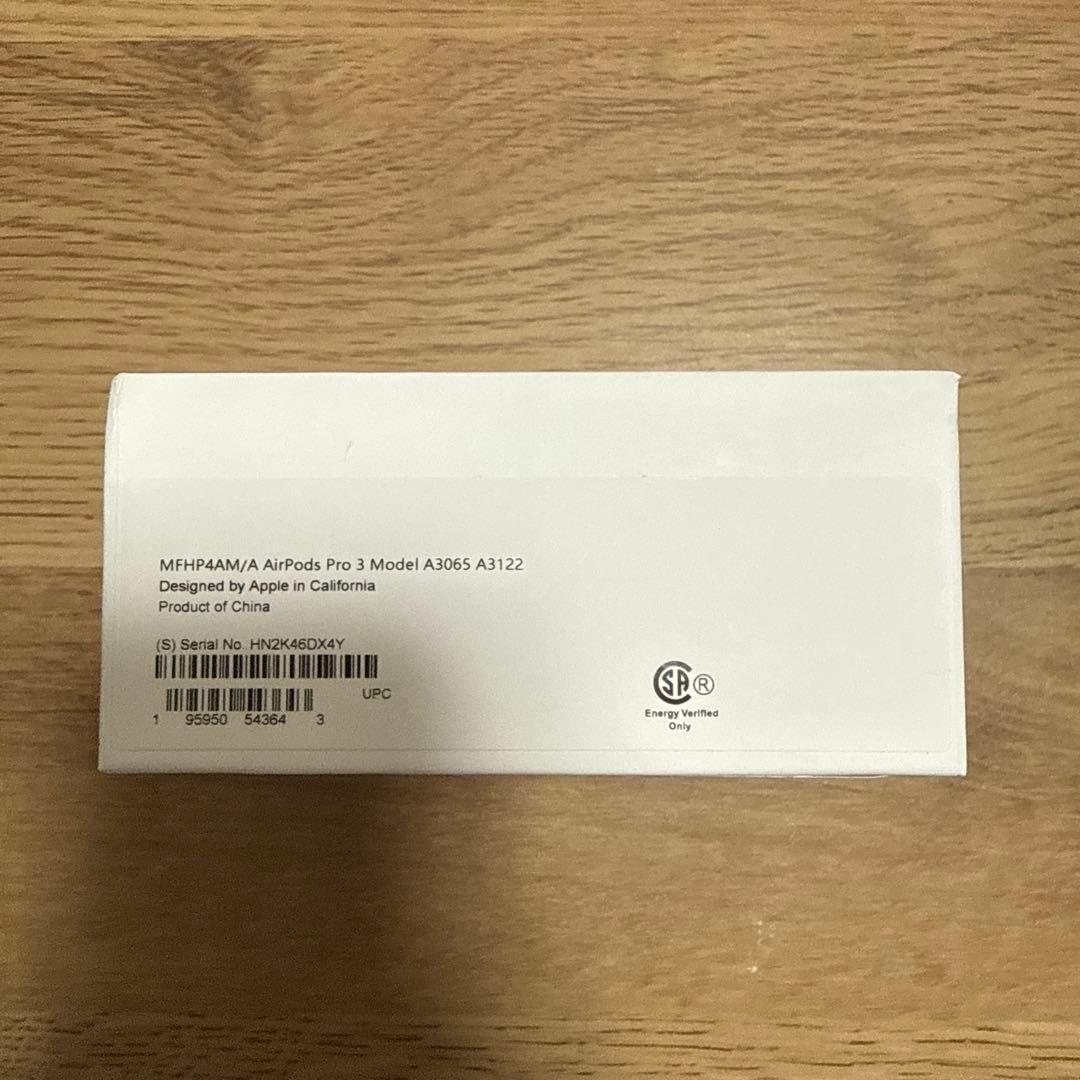 MFHP4AM/A AirPods Pro 3 Model A3065 A3122
Designed by Apple in California
Product of China
(S) Serial No. HN2K46DX4Y
UPC
1 95950 54364 3
SA ®
Energy Verified
Only